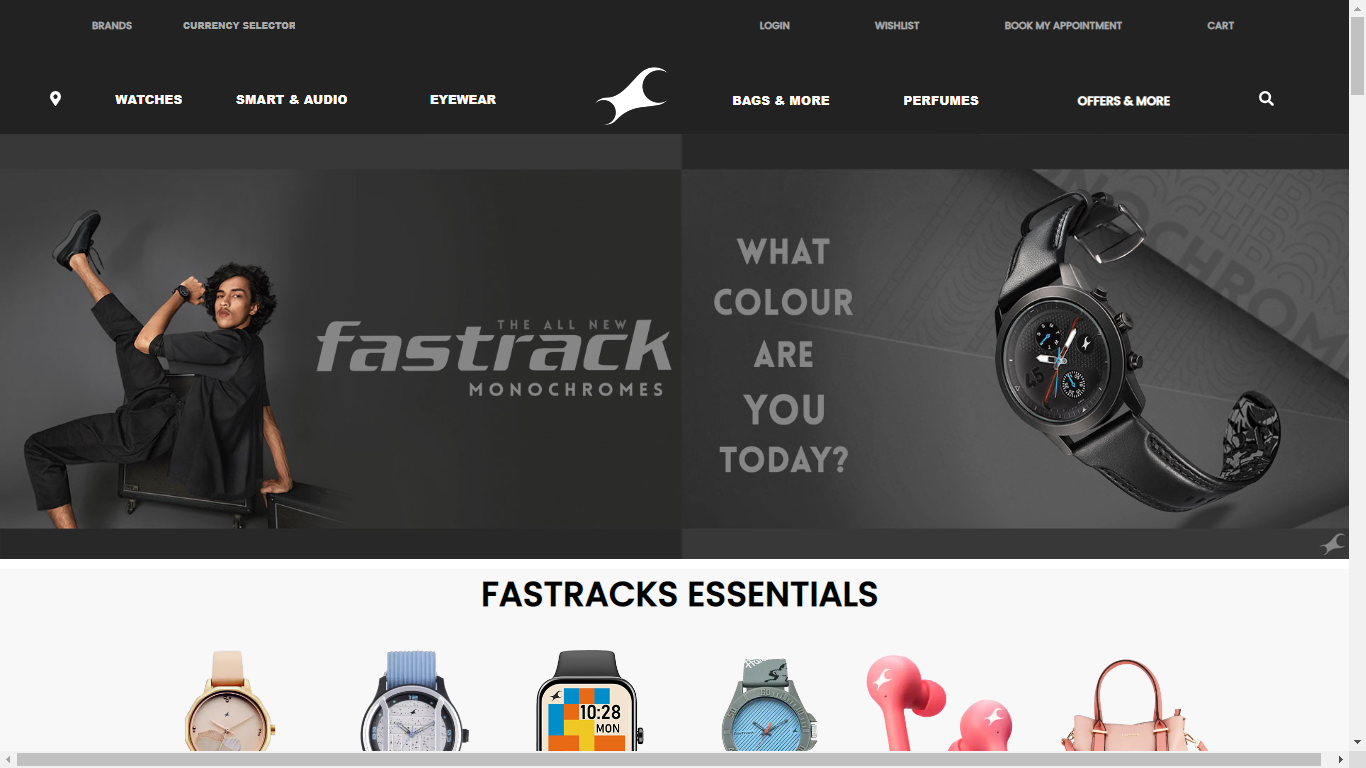 BRANDS
CURRENCY SELECTOR
LOGIN
WISHLIST
BOOK MY APPOINTMENT
CART
WATCHES
SMART & AUDIO
EYEWEAR
BAGS & MORE
PERFUMES
OFFERS & MORE
THE ALL NEW
fastrack
MONOCHROMES
WHAT
COLOUR
ARE
YOU
TODAY?
45
FASTRACKS ESSENTIALS
10:28
MON